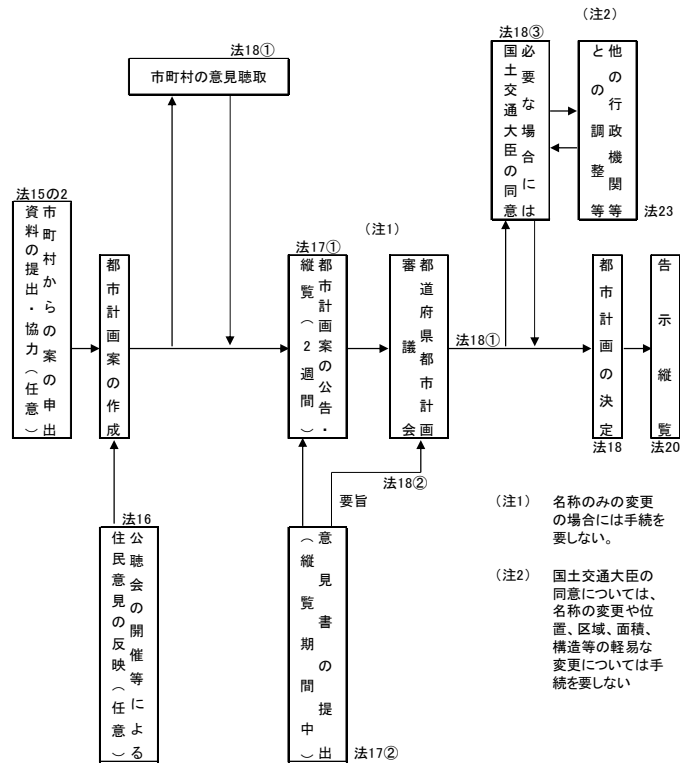 法18①
市町村の意見聴取
法15の2
市町村からの案の申出
資料の提出・協力（任意）
都市計画案の作成
法16
公聴会の開催等による
住民意見の反映（任意）
法17①
都市計画案の公告・
縦覧（２週間）
意見書の提出
（縦覧期間中）
法17②
要旨
法18②
（注1）
都道府県都市計画
審議会
法18①
法18③
必要な場合には
国土交通大臣の同意
（注2）
他の行政機関等
との調整等
法23
都市計画の決定
法18
告示縦覧
法20
（注1） 名称のみの変更
の場合には手続を
要しない。
（注2） 国土交通大臣の
同意については、
名称の変更や位
置、区域、面積、
構造等の軽易な
変更については手
続を要しない